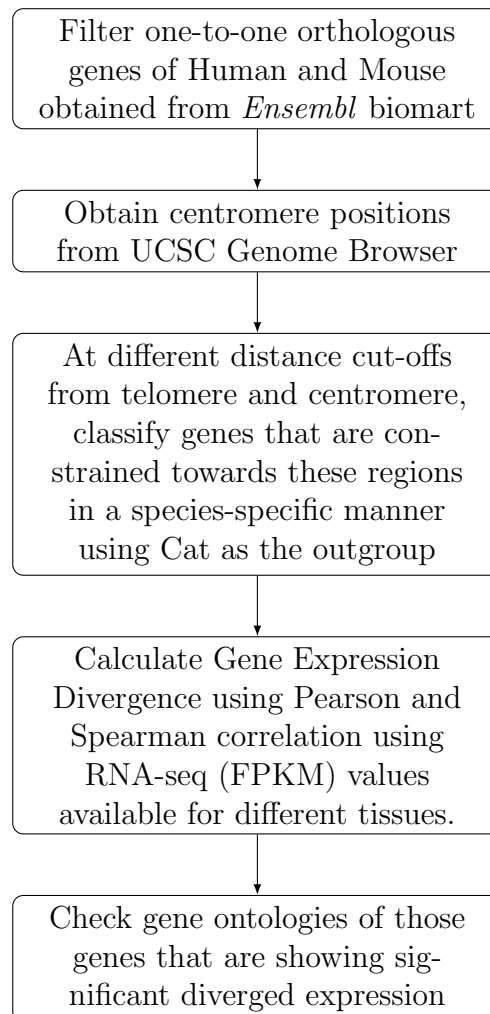 Filter one-to-one orthologous
genes of Human and Mouse
obtained from Ensembl biomart
Obtain centromere positions
from UCSC Genome Browser
At different distance cut-offs
from telomere and centromere,
classify genes that are con-
strained towards these regions
in a species-specific manner
using Cat as the outgroup
Calculate Gene Expression
Divergence using Pearson and
Spearman correlation using
RNA-seq (FPKM) values
available for different tissues.
Check gene ontologies of those
genes that are showing sig-
nificant diverged expression